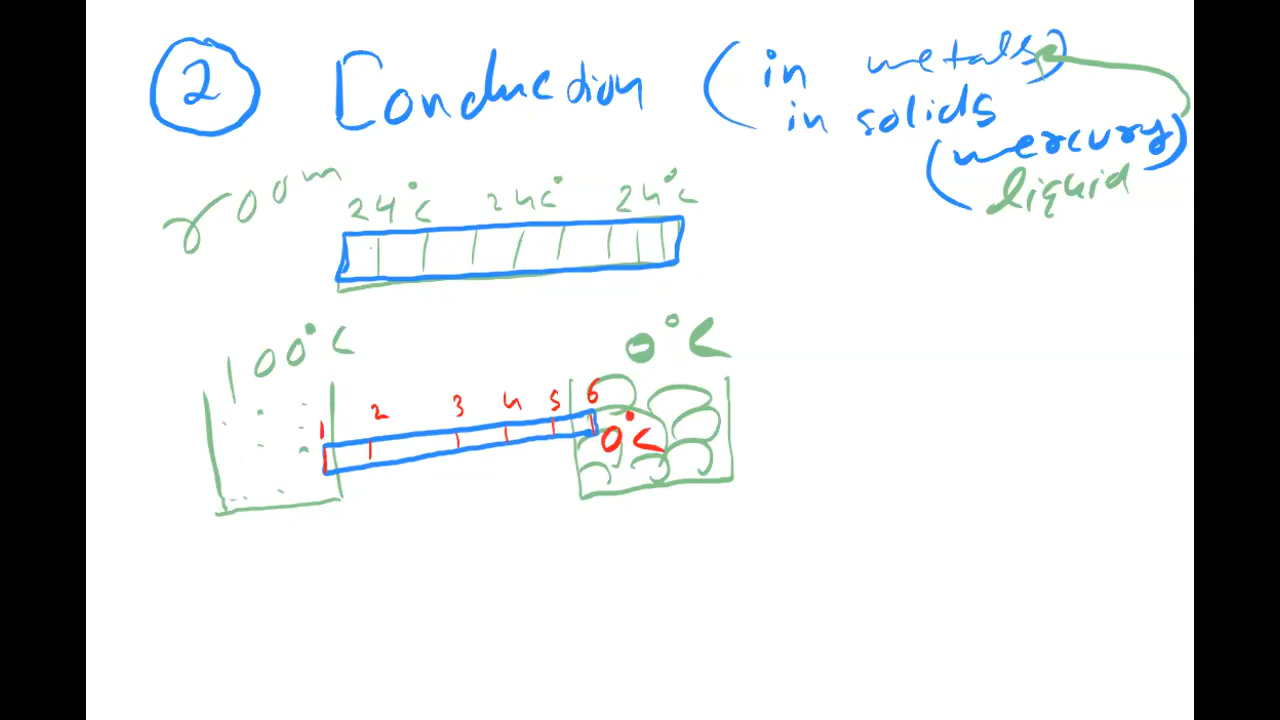 2 Conduction (in metals)
in solids
(mercury)
liquid
room 24°C 24C° 24°C
100°C 0°C
1 2 3 4 5 6
0°C